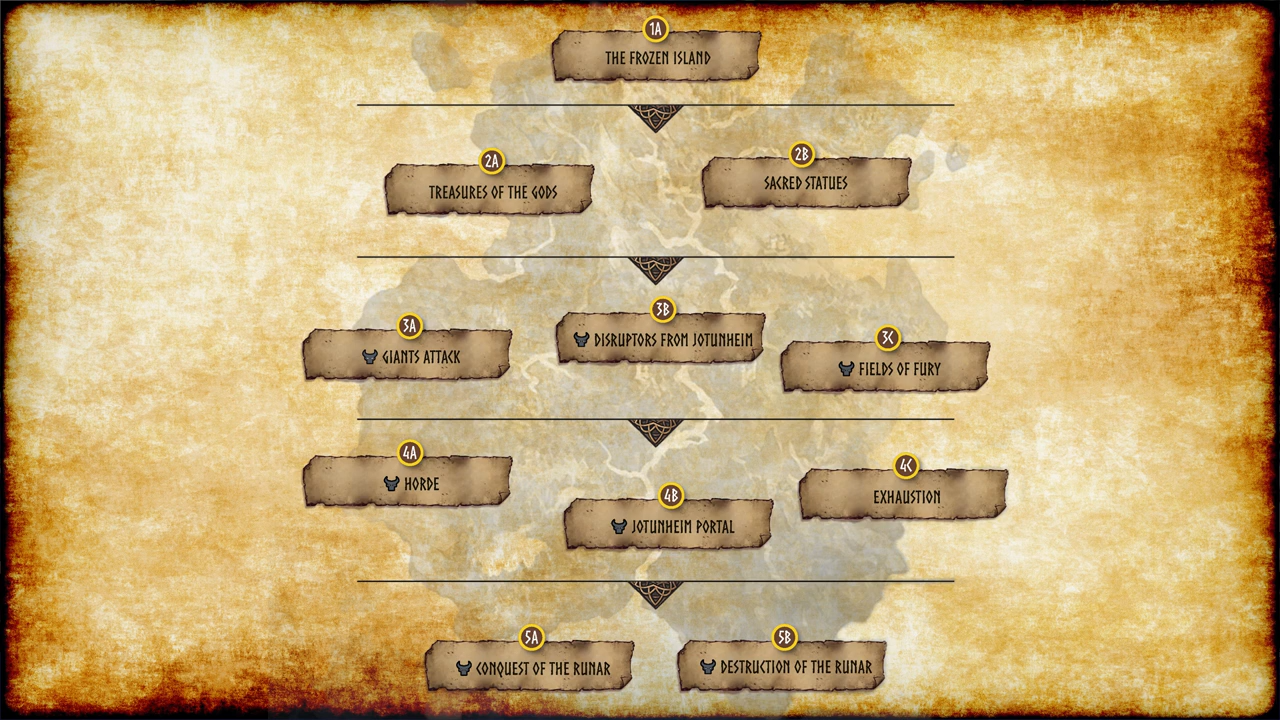 1A
THE FROZEN ISLAND
2A
TREASURES OF THE GODS
2B
SACRED STATUES
3A
GIANTS ATTACK
3B
DISRUPTORS FROM JOTUNHEIM
3C
FIELDS OF FURY
4A
HORDE
4B
JOTUNHEIM PORTAL
4C
EXHAUSTION
5A
CONQUEST OF THE RUNAR
5B
DESTRUCTION OF THE RUNAR